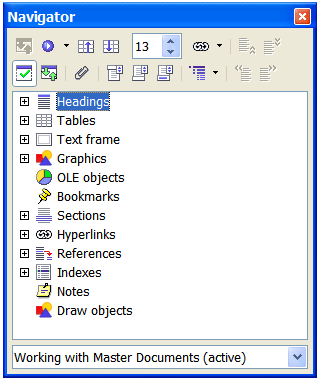 Navigator
13
Headings
Tables
Text frame
Graphics
OLE objects
Bookmarks
Sections
Hyperlinks
References
Indexes
Notes
Draw objects
Working with Master Documents (active)